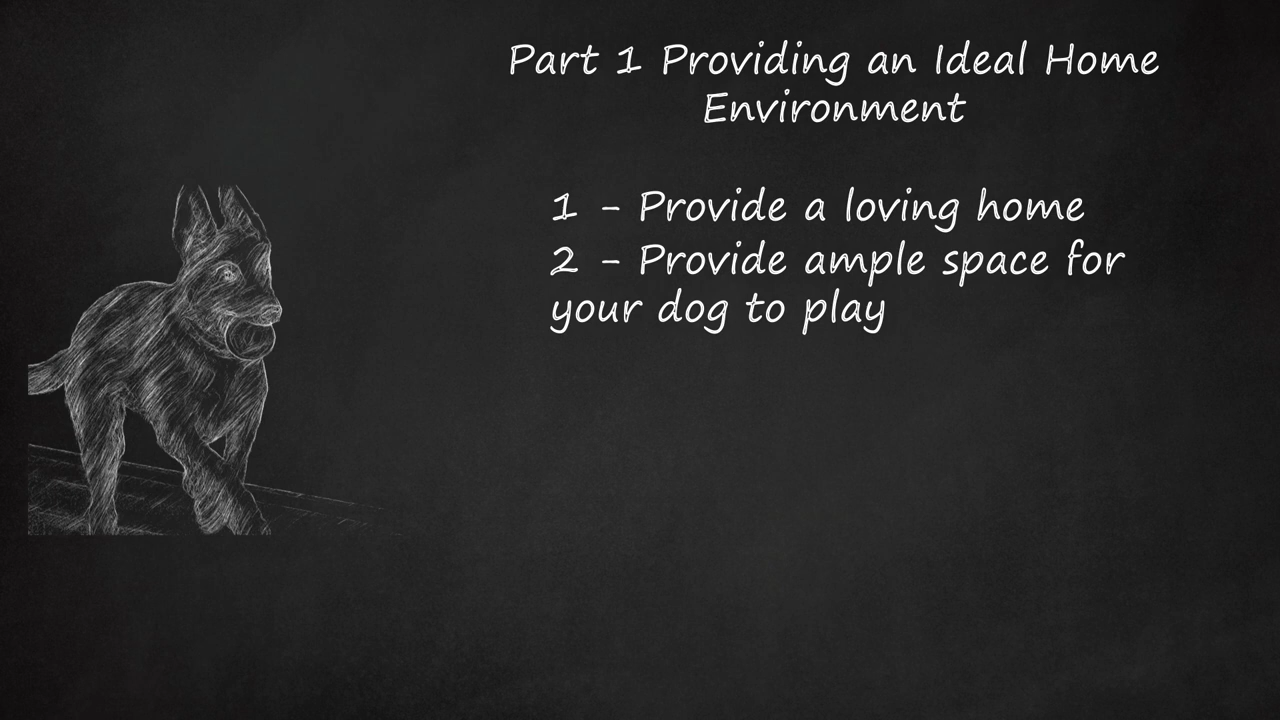 Part 1 Providing an Ideal Home
Environment
1 - Provide a loving home
2 - Provide ample space for
your dog to play